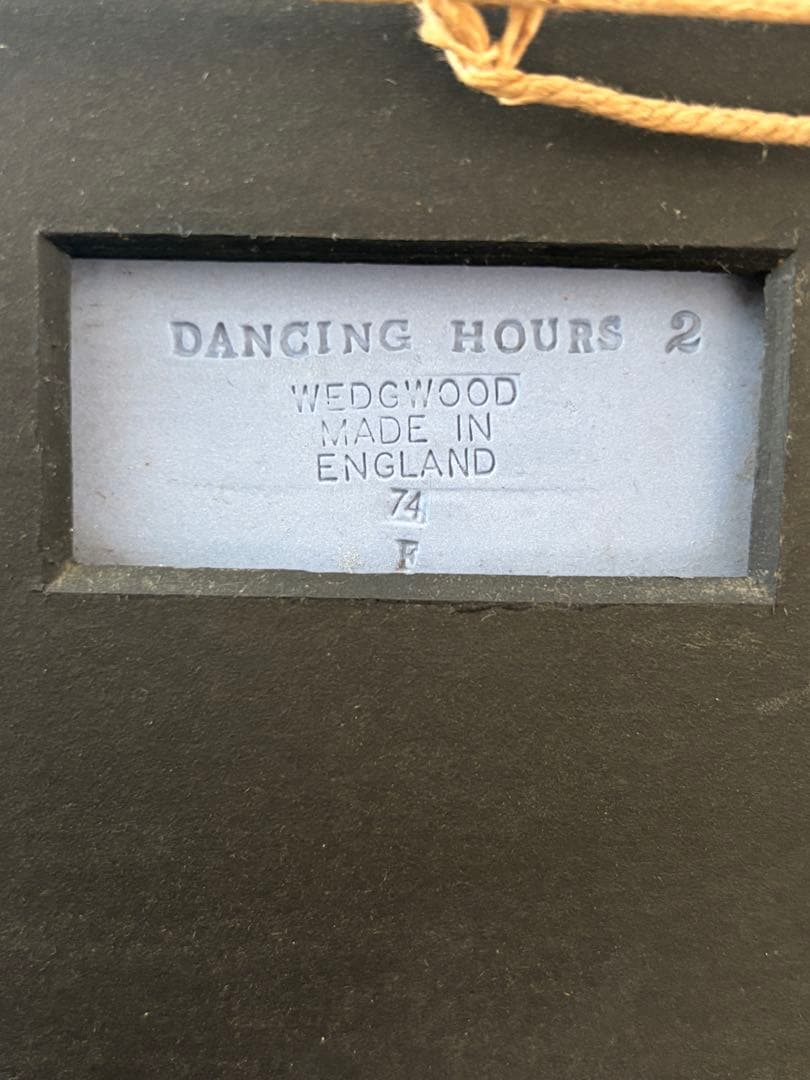 DANCING HOURS 2
WEDGWOOD
MADE IN
ENGLAND
74
F